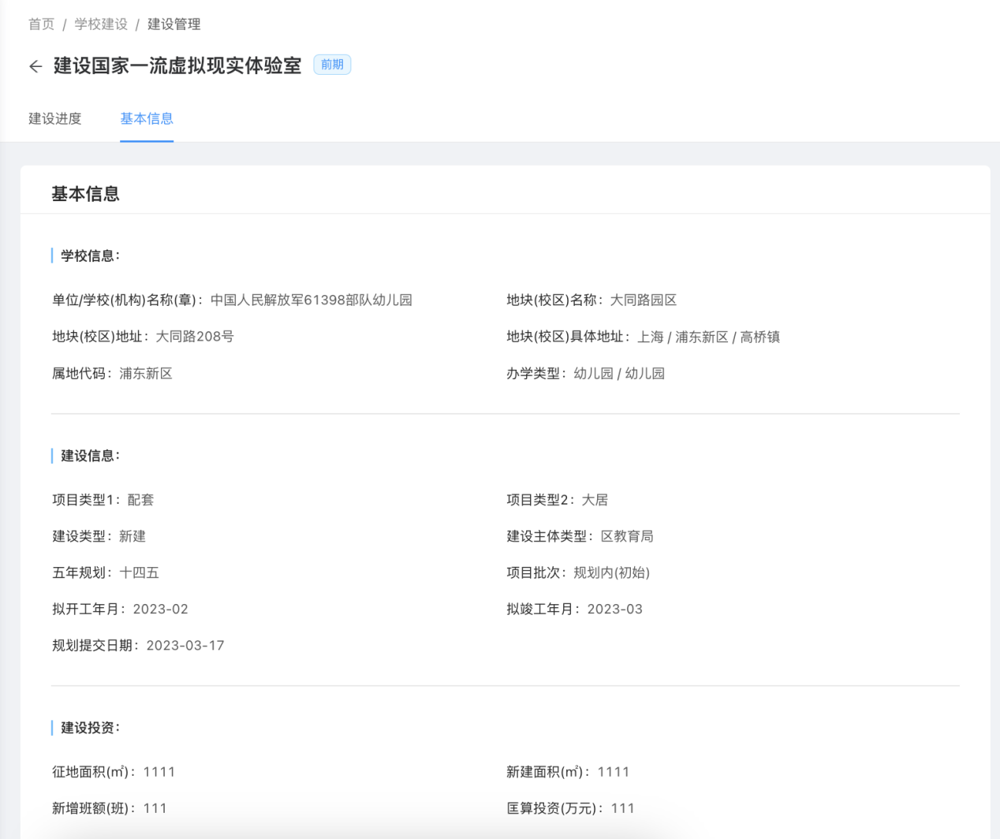 首页 / 学校建设 / 建设管理
← 建设国家一流虚拟现实体验室 前期
建设进度 基本信息
基本信息
学校信息：
单位/学校(机构)名称(章)： 中国人民解放军61398部队幼儿园 地块(校区)名称： 大同路园区
地块(校区)地址： 大同路208号 地块(校区)具体地址： 上海 / 浦东新区 / 高桥镇
属地代码： 浦东新区 办学类型： 幼儿园 / 幼儿园
建设信息：
项目类型1： 配套 项目类型2： 大居
建设类型： 新建 建设主体类型： 区教育局
五年规划： 十四五 项目批次： 规划内(初始)
拟开工年月： 2023-02 拟竣工年月： 2023-03
规划提交日期： 2023-03-17
建设投资：
征地面积(㎡)： 1111 新建面积(㎡)： 1111
新增班额(班)： 111 匡算投资(万元)： 111